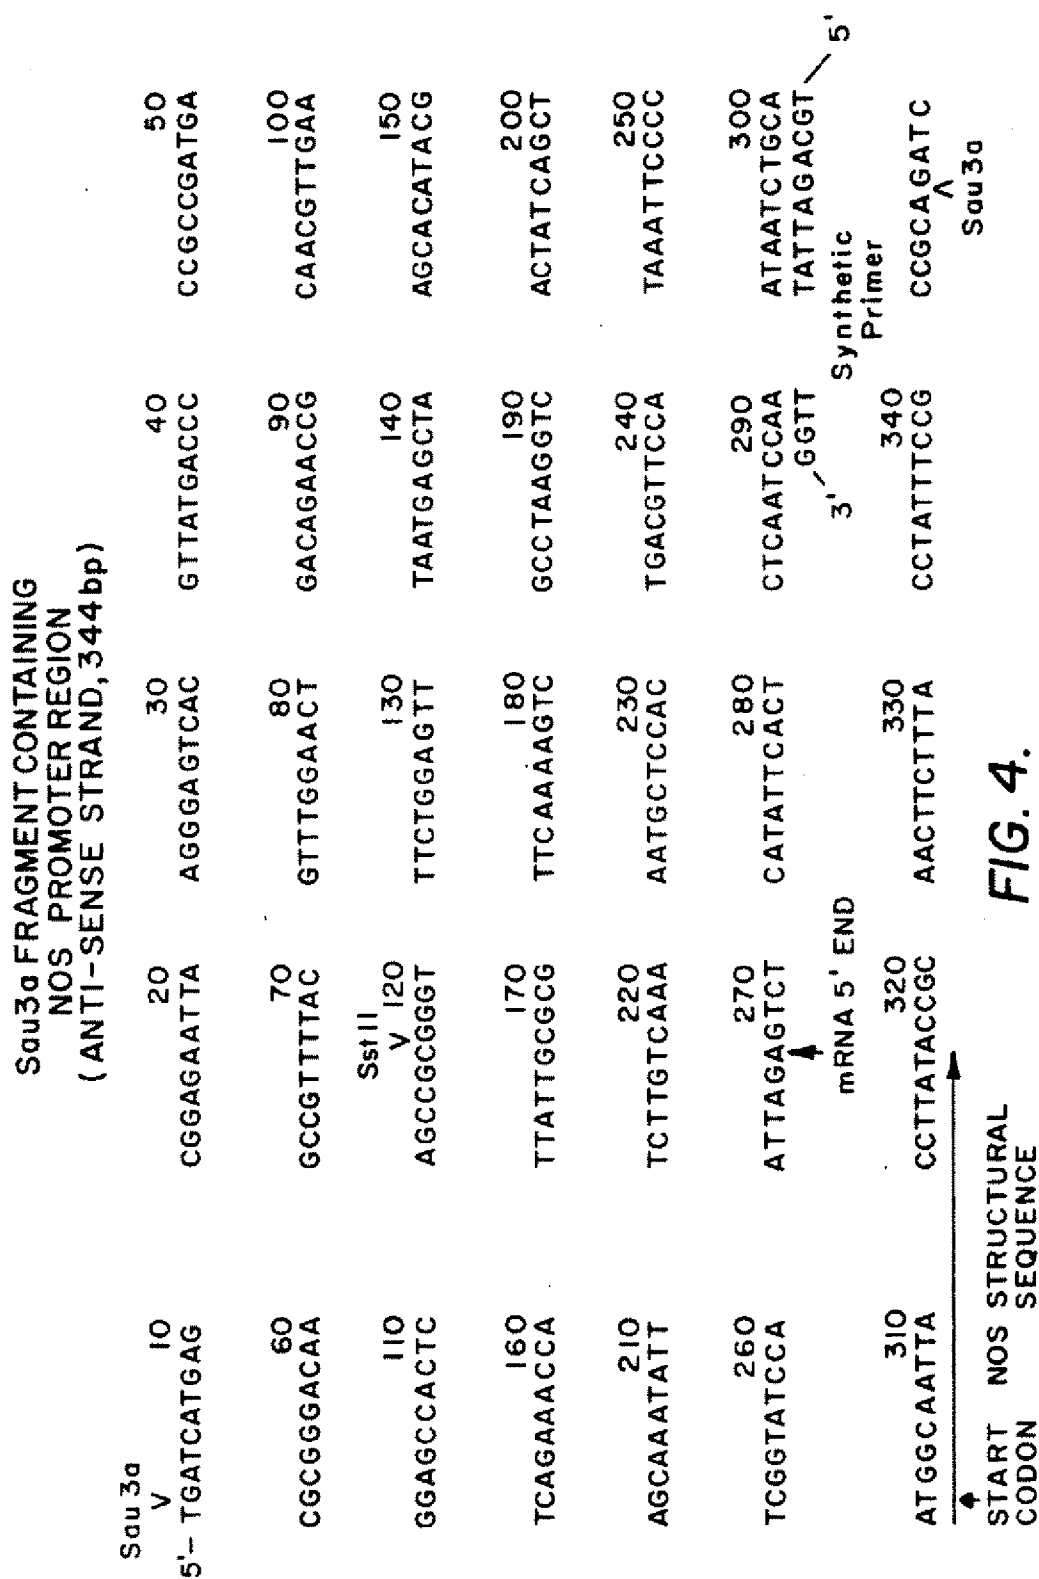 Sau3a FRAGMENT CONTAINING
NOS PROMOTER REGION
(ANTI-SENSE STRAND, 344bp)
Sau 3a
V
10 20 30 40 50
5'– TGATCATGAG CGGAGAATTA AGGGAGTCAC GTTATGACCC CCGCCGATGA
60 70 80 90 100
CGCGGGACAA GCCGTTTTAC GTTTGGAACT GACAGAACCG CAACGTTGAA
SstII
V
110 120 130 140 150
GGAGCCACTC AGCCGCGGGT TTCTGGAGTT TAATGAGCTA AGCACATACG
160 170 180 190 200
TCAGAAACCA TTATTGCGCG TTCAAAAGTC GCCTAAGGTC ACTATCAGCT
210 220 230 240 250
AGCAAATATT TCTTGTCAAA AATGCTCCAC TGACGTTCCA TAAATTCCCC
260 270 280 290 300
TCGGTATCCA ATTAGAGTCT CATATTCACT CTCAATCCAA ATAATCTGCA
GGTT TATTAGACGT
3' 5'
mRNA 5' END
Synthetic
Primer
310 320 330 340
ATGGCAATTA CCTTATACCGC AACTTCTTTA CCTATTTCCG CCGCAGATC
Λ
Sau3a
START NOS STRUCTURAL
CODON SEQUENCE
FIG. 4.